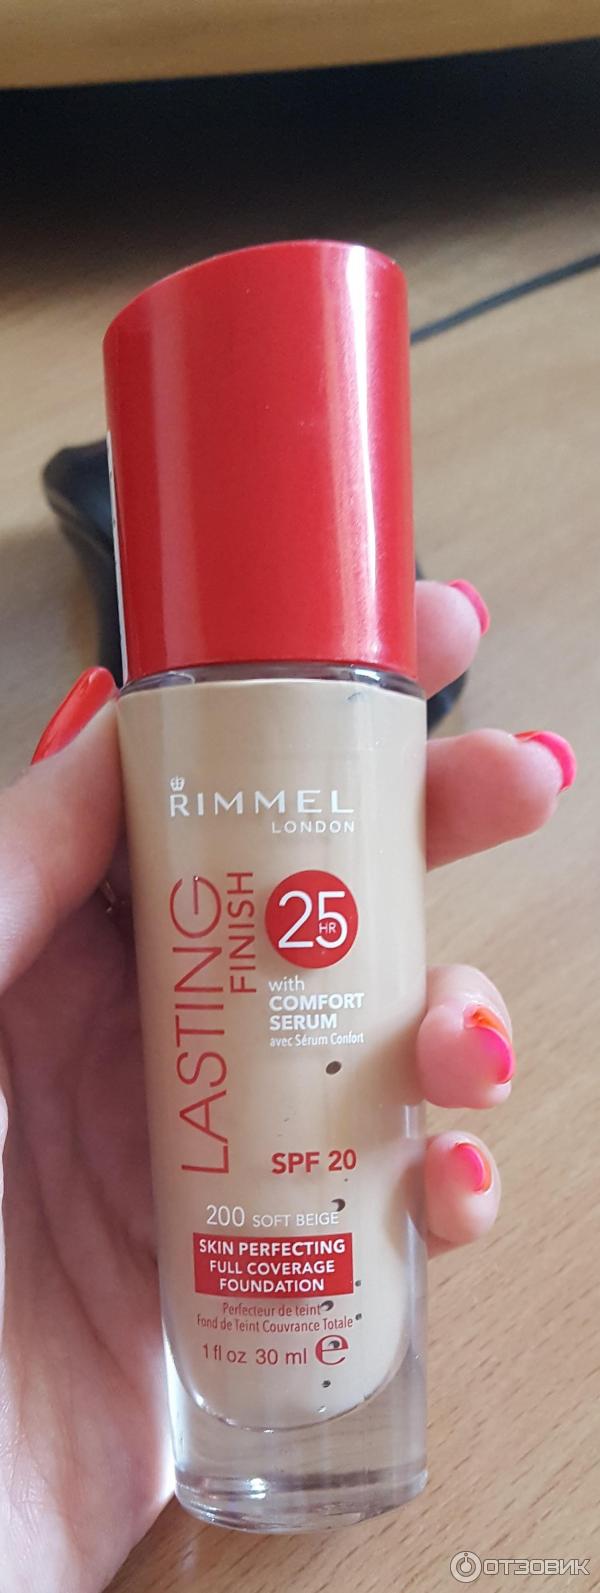 RIMMEL
LONDON
LASTING
FINISH
25
HR
with
COMFORT
SERUM
avec Sérum Confort
SPF 20
200 SOFT BEIGE
SKIN PERFECTING
FULL COVERAGE
FOUNDATION
Perfecteur de teint
Fond de Teint Couvrance Totale
1 fl oz 30 ml e
ОТЗОВИК